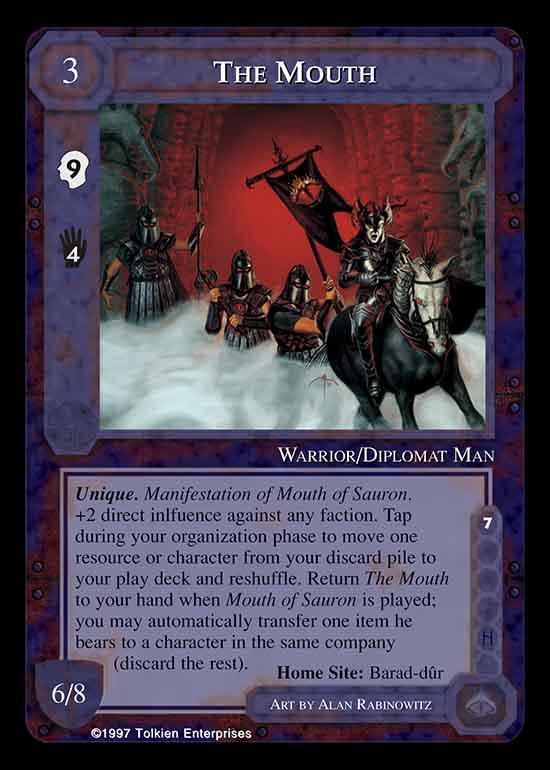 3
THE MOUTH
9
4
WARRIOR/DIPLOMAT MAN
Unique. Manifestation of Mouth of Sauron.
+2 direct inlfuence against any faction. Tap
during your organization phase to move one
resource or character from your discard pile to
your play deck and reshuffle. Return The Mouth
to your hand when Mouth of Sauron is played;
you may automatically transfer one item he
bears to a character in the same company
(discard the rest).
Home Site: Barad-dûr
7
H
6/8
ART BY ALAN RABINOWITZ
©1997 Tolkien Enterprises